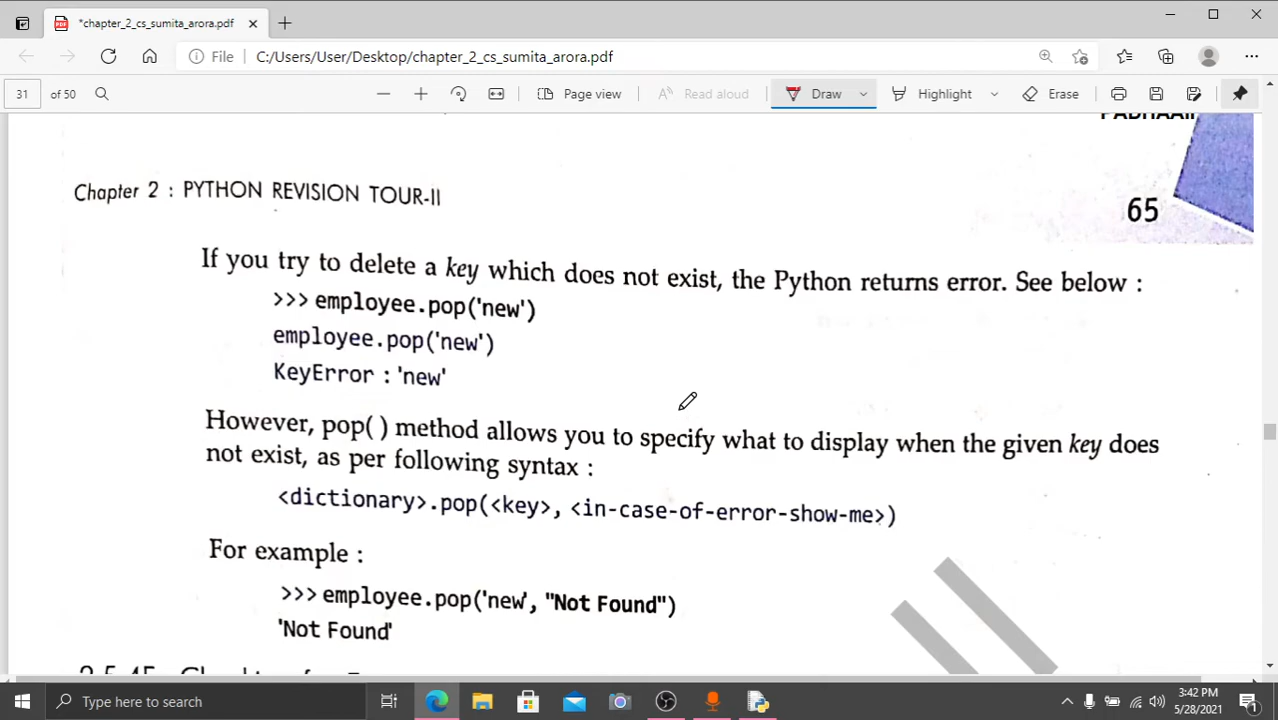 *chapter_2_cs_sumita_arora.pdf
File C:/Users/User/Desktop/chapter_2_cs_sumita_arora.pdf
31 of 50 Page view Read aloud Draw Highlight Erase
Chapter 2 : PYTHON REVISION TOUR-II
65
If you try to delete a key which does not exist, the Python returns error. See below :
>>> employee.pop('new')
employee.pop('new')
KeyError : 'new'
However, pop( ) method allows you to specify what to display when the given key does
not exist, as per following syntax :
<dictionary>.pop(<key>, <in-case-of-error-show-me>)
For example :
>>> employee.pop('new', "Not Found")
'Not Found'
Type here to search
3:42 PM
5/28/2021
1